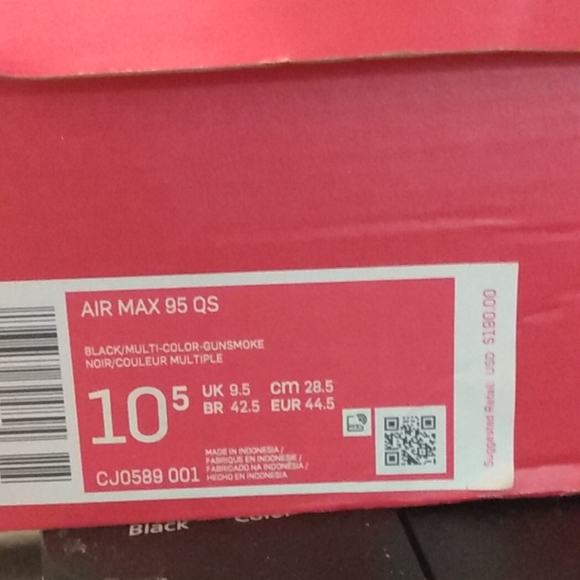 AIR MAX 95 QS
BLACK/MULTI-COLOR-GUNSMOKE
NOIR/COULEUR MULTIPLE
10⁵
UK 9.5 cm 28.5
BR 42.5 EUR 44.5
CJ0589 001
MADE IN INDONESIA /
FABRIQUE EN INDONESIE /
FABRICADO NA INDONÉSIA /
HECHO EN INDONESIA
Suggested Retail: USD $190.00
Black